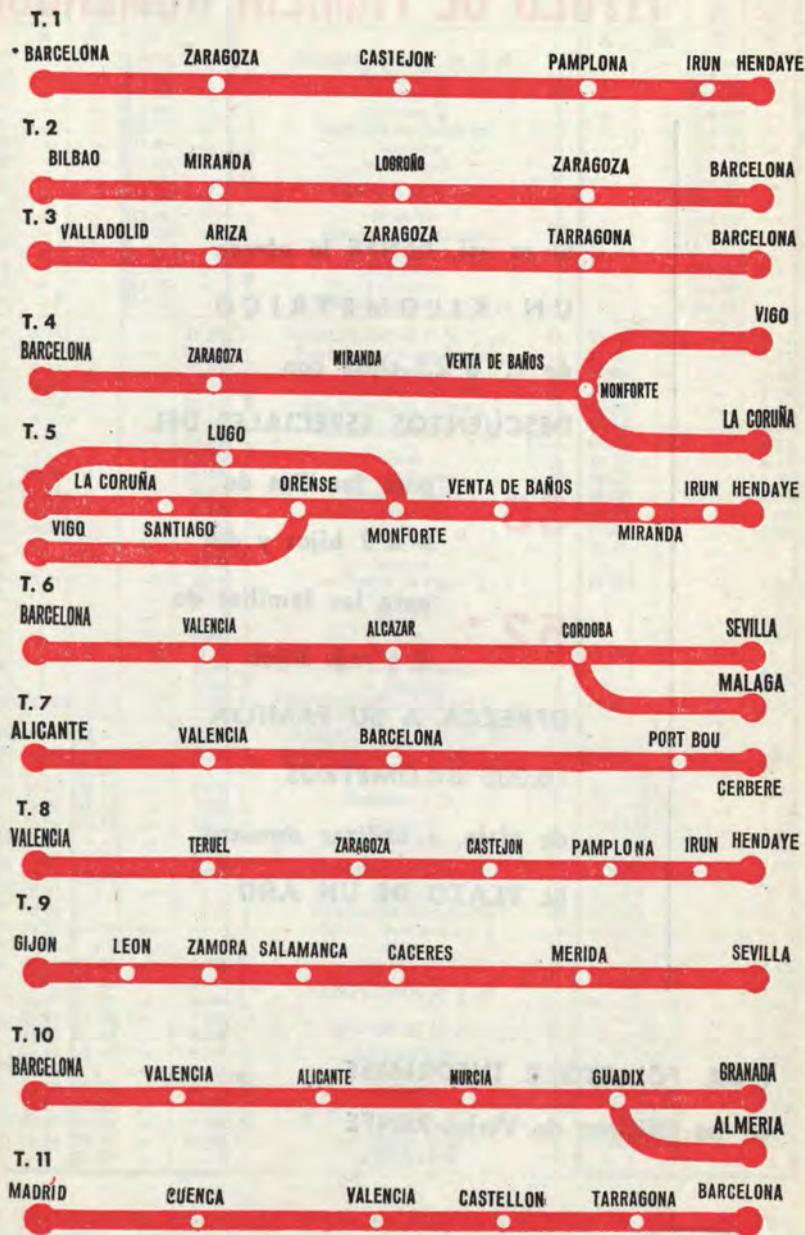 T. 1
BARCELONA ZARAGOZA CASTEJON PAMPLONA IRUN HENDAYE
T. 2
BILBAO MIRANDA LOGROÑO ZARAGOZA BARCELONA
T. 3
VALLADOLID ARIZA ZARAGOZA TARRAGONA BARCELONA
T. 4
VIGO
BARCELONA ZARAGOZA MIRANDA VENTA DE BAÑOS
MONFORTE
LA CORUÑA
T. 5
LUGO
LA CORUÑA ORENSE VENTA DE BAÑOS IRUN HENDAYE
VIGO SANTIAGO MONFORTE MIRANDA
T. 6
BARCELONA VALENCIA ALCAZAR CORDOBA SEVILLA
MALAGA
T. 7
ALICANTE VALENCIA BARCELONA PORT BOU
CERBERE
T. 8
VALENCIA TERUEL ZARAGOZA CASTEJON PAMPLONA IRUN HENDAYE
T. 9
GIJON LEON ZAMORA SALAMANCA CACERES MERIDA SEVILLA
T. 10
BARCELONA VALENCIA ALICANTE MURCIA GUADIX GRANADA
ALMERIA
T. 11
MADRID CUENCA VALENCIA CASTELLON TARRAGONA BARCELONA